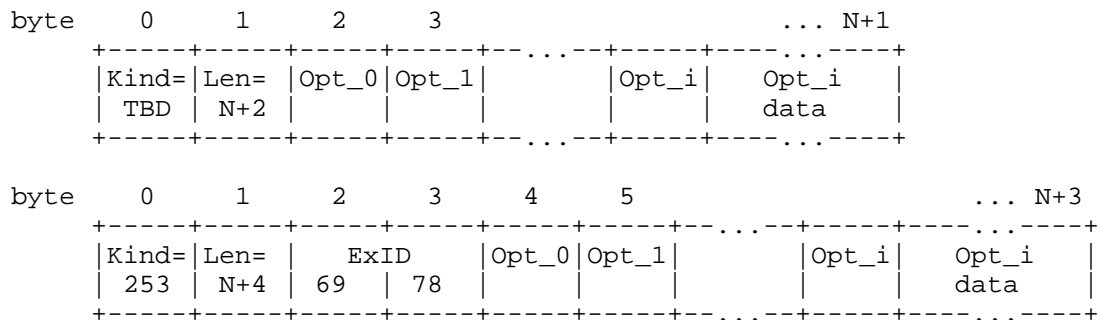 byte    0     1     2     3                      ... N+1
     +-----+-----+-----+-----+--...--+-----+----...----+
     |Kind=|Len= |Opt_0|Opt_1|       |Opt_i|   Opt_i   |
     | TBD | N+2 |     |     |       |     |   data    |
     +-----+-----+-----+-----+--...--+-----+----...----+
byte    0     1     2     3     4     5                      ... N+3
     +-----+-----+-----+-----+-----+-----+--...--+-----+----...----+
     |Kind=|Len= |   ExID    |Opt_0|Opt_1|       |Opt_i|   Opt_i   |
     | 253 | N+4 | 69  | 78  |     |     |       |     |   data    |
     +-----+-----+-----+-----+-----+-----+--...--+-----+----...----+